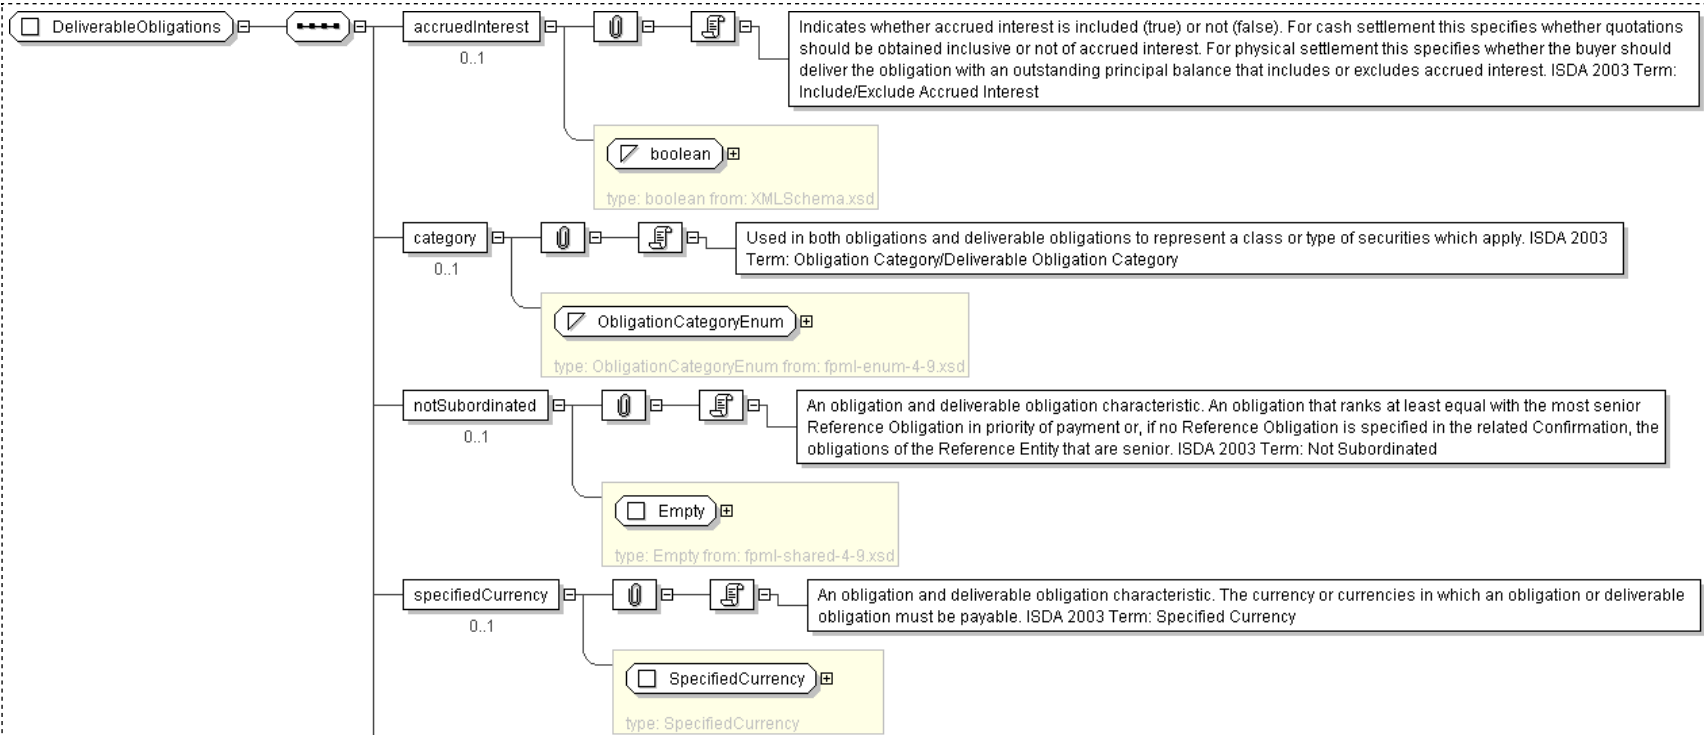 DeliverableObligations
accruedInterest
0..1
Indicates whether accrued interest is included (true) or not (false). For cash settlement this specifies whether quotations
should be obtained inclusive or not of accrued interest. For physical settlement this specifies whether the buyer should
deliver the obligation with an outstanding principal balance that includes or excludes accrued interest. ISDA 2003 Term:
Include/Exclude Accrued Interest
boolean
type: boolean from: XMLSchema.xsd
category
0..1
Used in both obligations and deliverable obligations to represent a class or type of securities which apply. ISDA 2003
Term: Obligation Category/Deliverable Obligation Category
ObligationCategoryEnum
type: ObligationCategoryEnum from: fpml-enum-4-9.xsd
notSubordinated
0..1
An obligation and deliverable obligation characteristic. An obligation that ranks at least equal with the most senior
Reference Obligation in priority of payment or, if no Reference Obligation is specified in the related Confirmation, the
obligations of the Reference Entity that are senior. ISDA 2003 Term: Not Subordinated
Empty
type: Empty from: fpml-shared-4-9.xsd
specifiedCurrency
0..1
An obligation and deliverable obligation characteristic. The currency or currencies in which an obligation or deliverable
obligation must be payable. ISDA 2003 Term: Specified Currency
SpecifiedCurrency
type: SpecifiedCurrency